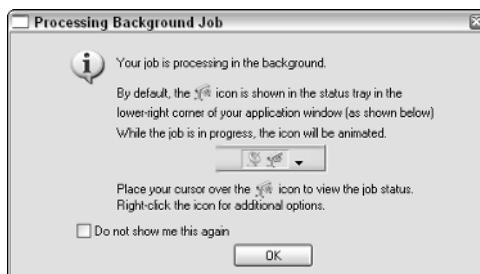 Processing Background Job
Your job is processing in the background.
By default, the icon is shown in the status tray in the
lower-right corner of your application window (as shown below)
While the job is in progress, the icon will be animated.
Place your cursor over the icon to view the job status.
Right-click the icon for additional options.
Do not show me this again
OK